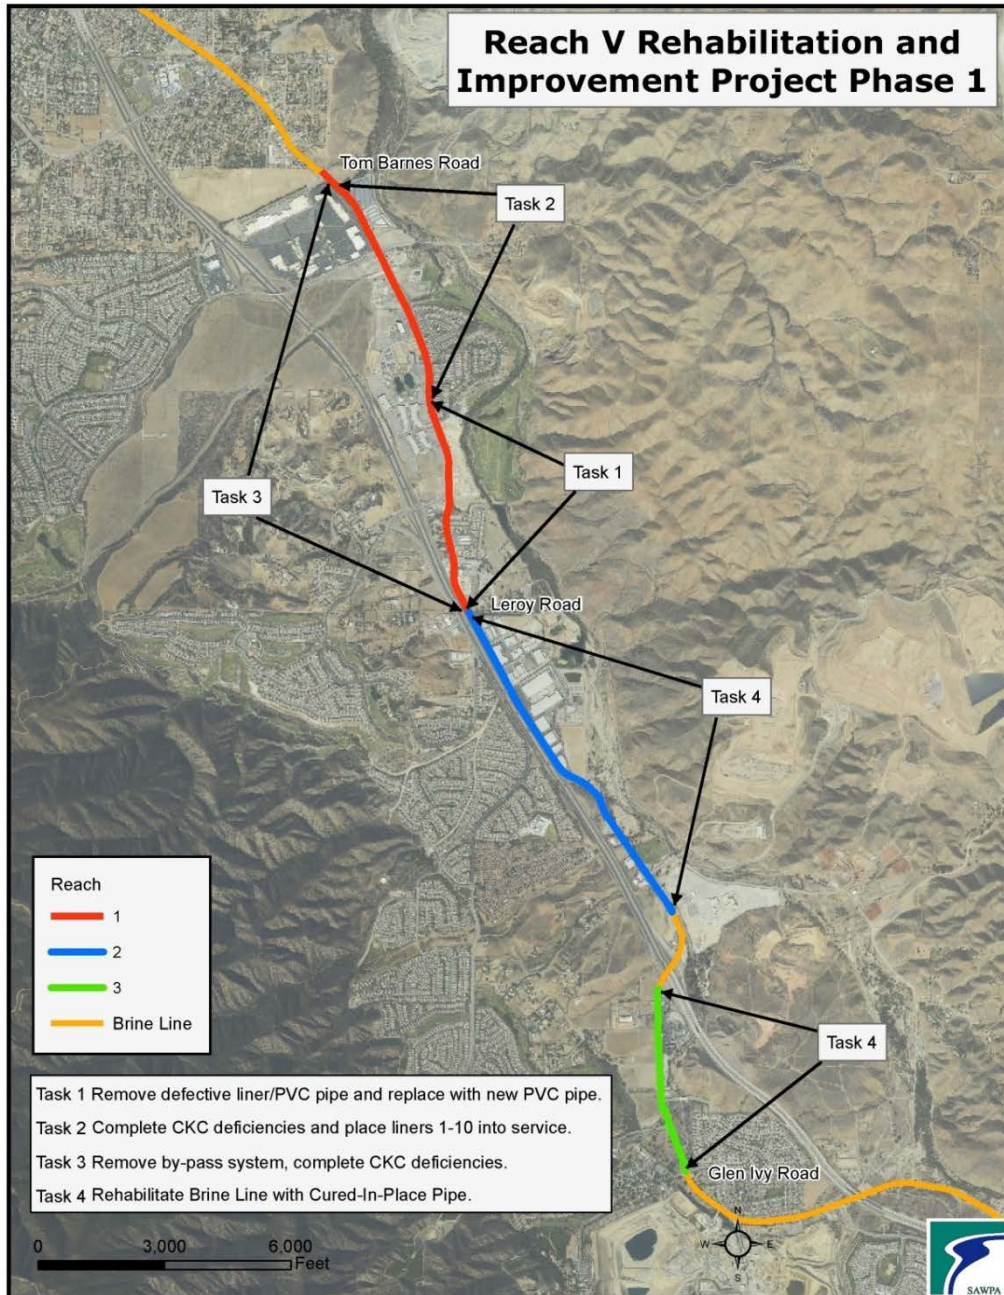 Reach V Rehabilitation and
Improvement Project Phase 1
Tom Barnes Road
Task 2
Task 1
Task 3
Leroy Road
Task 4
Reach
1
2
3
Brine Line
Task 4
Task 1 Remove defective liner/PVC pipe and replace with new PVC pipe.
Task 2 Complete CKC deficiencies and place liners 1-10 into service.
Task 3 Remove by-pass system, complete CKC deficiencies.
Task 4 Rehabilitate Brine Line with Cured-In-Place Pipe.
Glen Ivy Road
N
W E
S
0 3,000 6,000
Feet
SAWPA